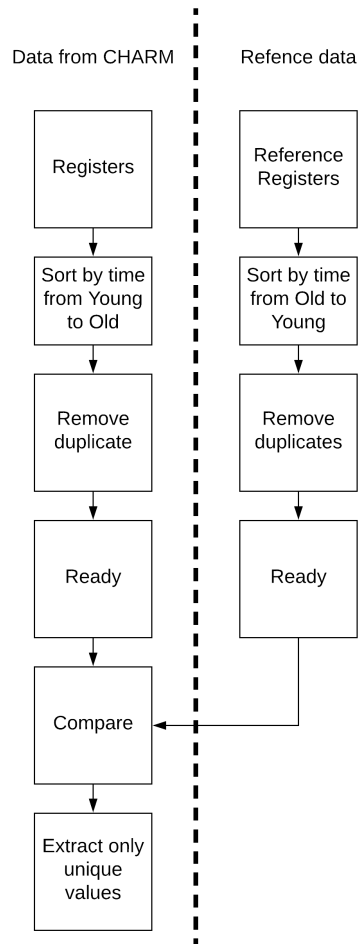 Data from CHARM
Refence data
Registers
Reference
Registers
Sort by time
from Young
to Old
Sort by time
from Old to
Young
Remove
duplicate
Remove
duplicates
Ready
Ready
Compare
Extract only
unique
values